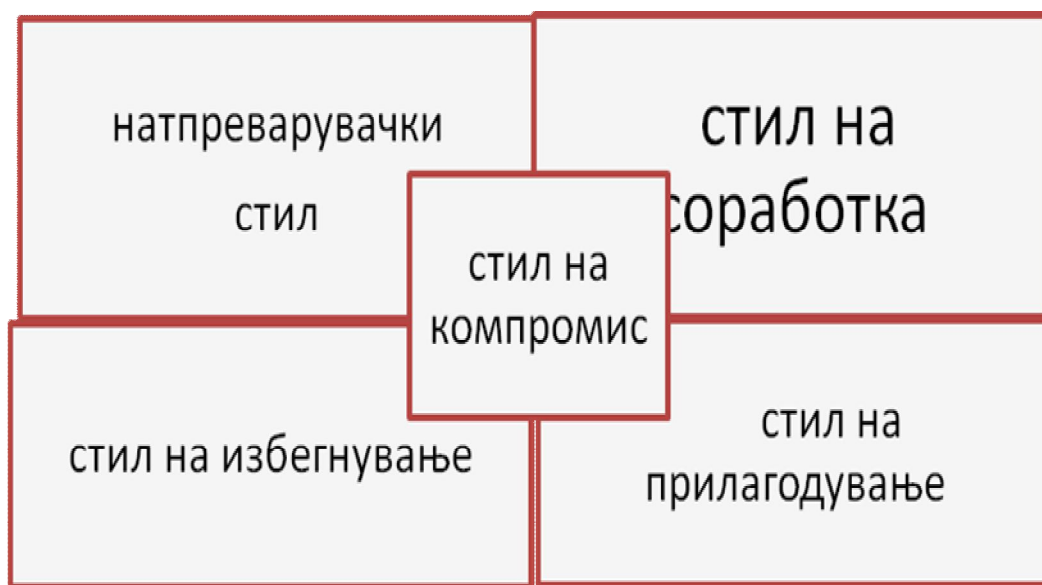 натпреварувачки
стил
стил на
соработка
стил на
компромис
стил на избегнување
стил на
прилагодување